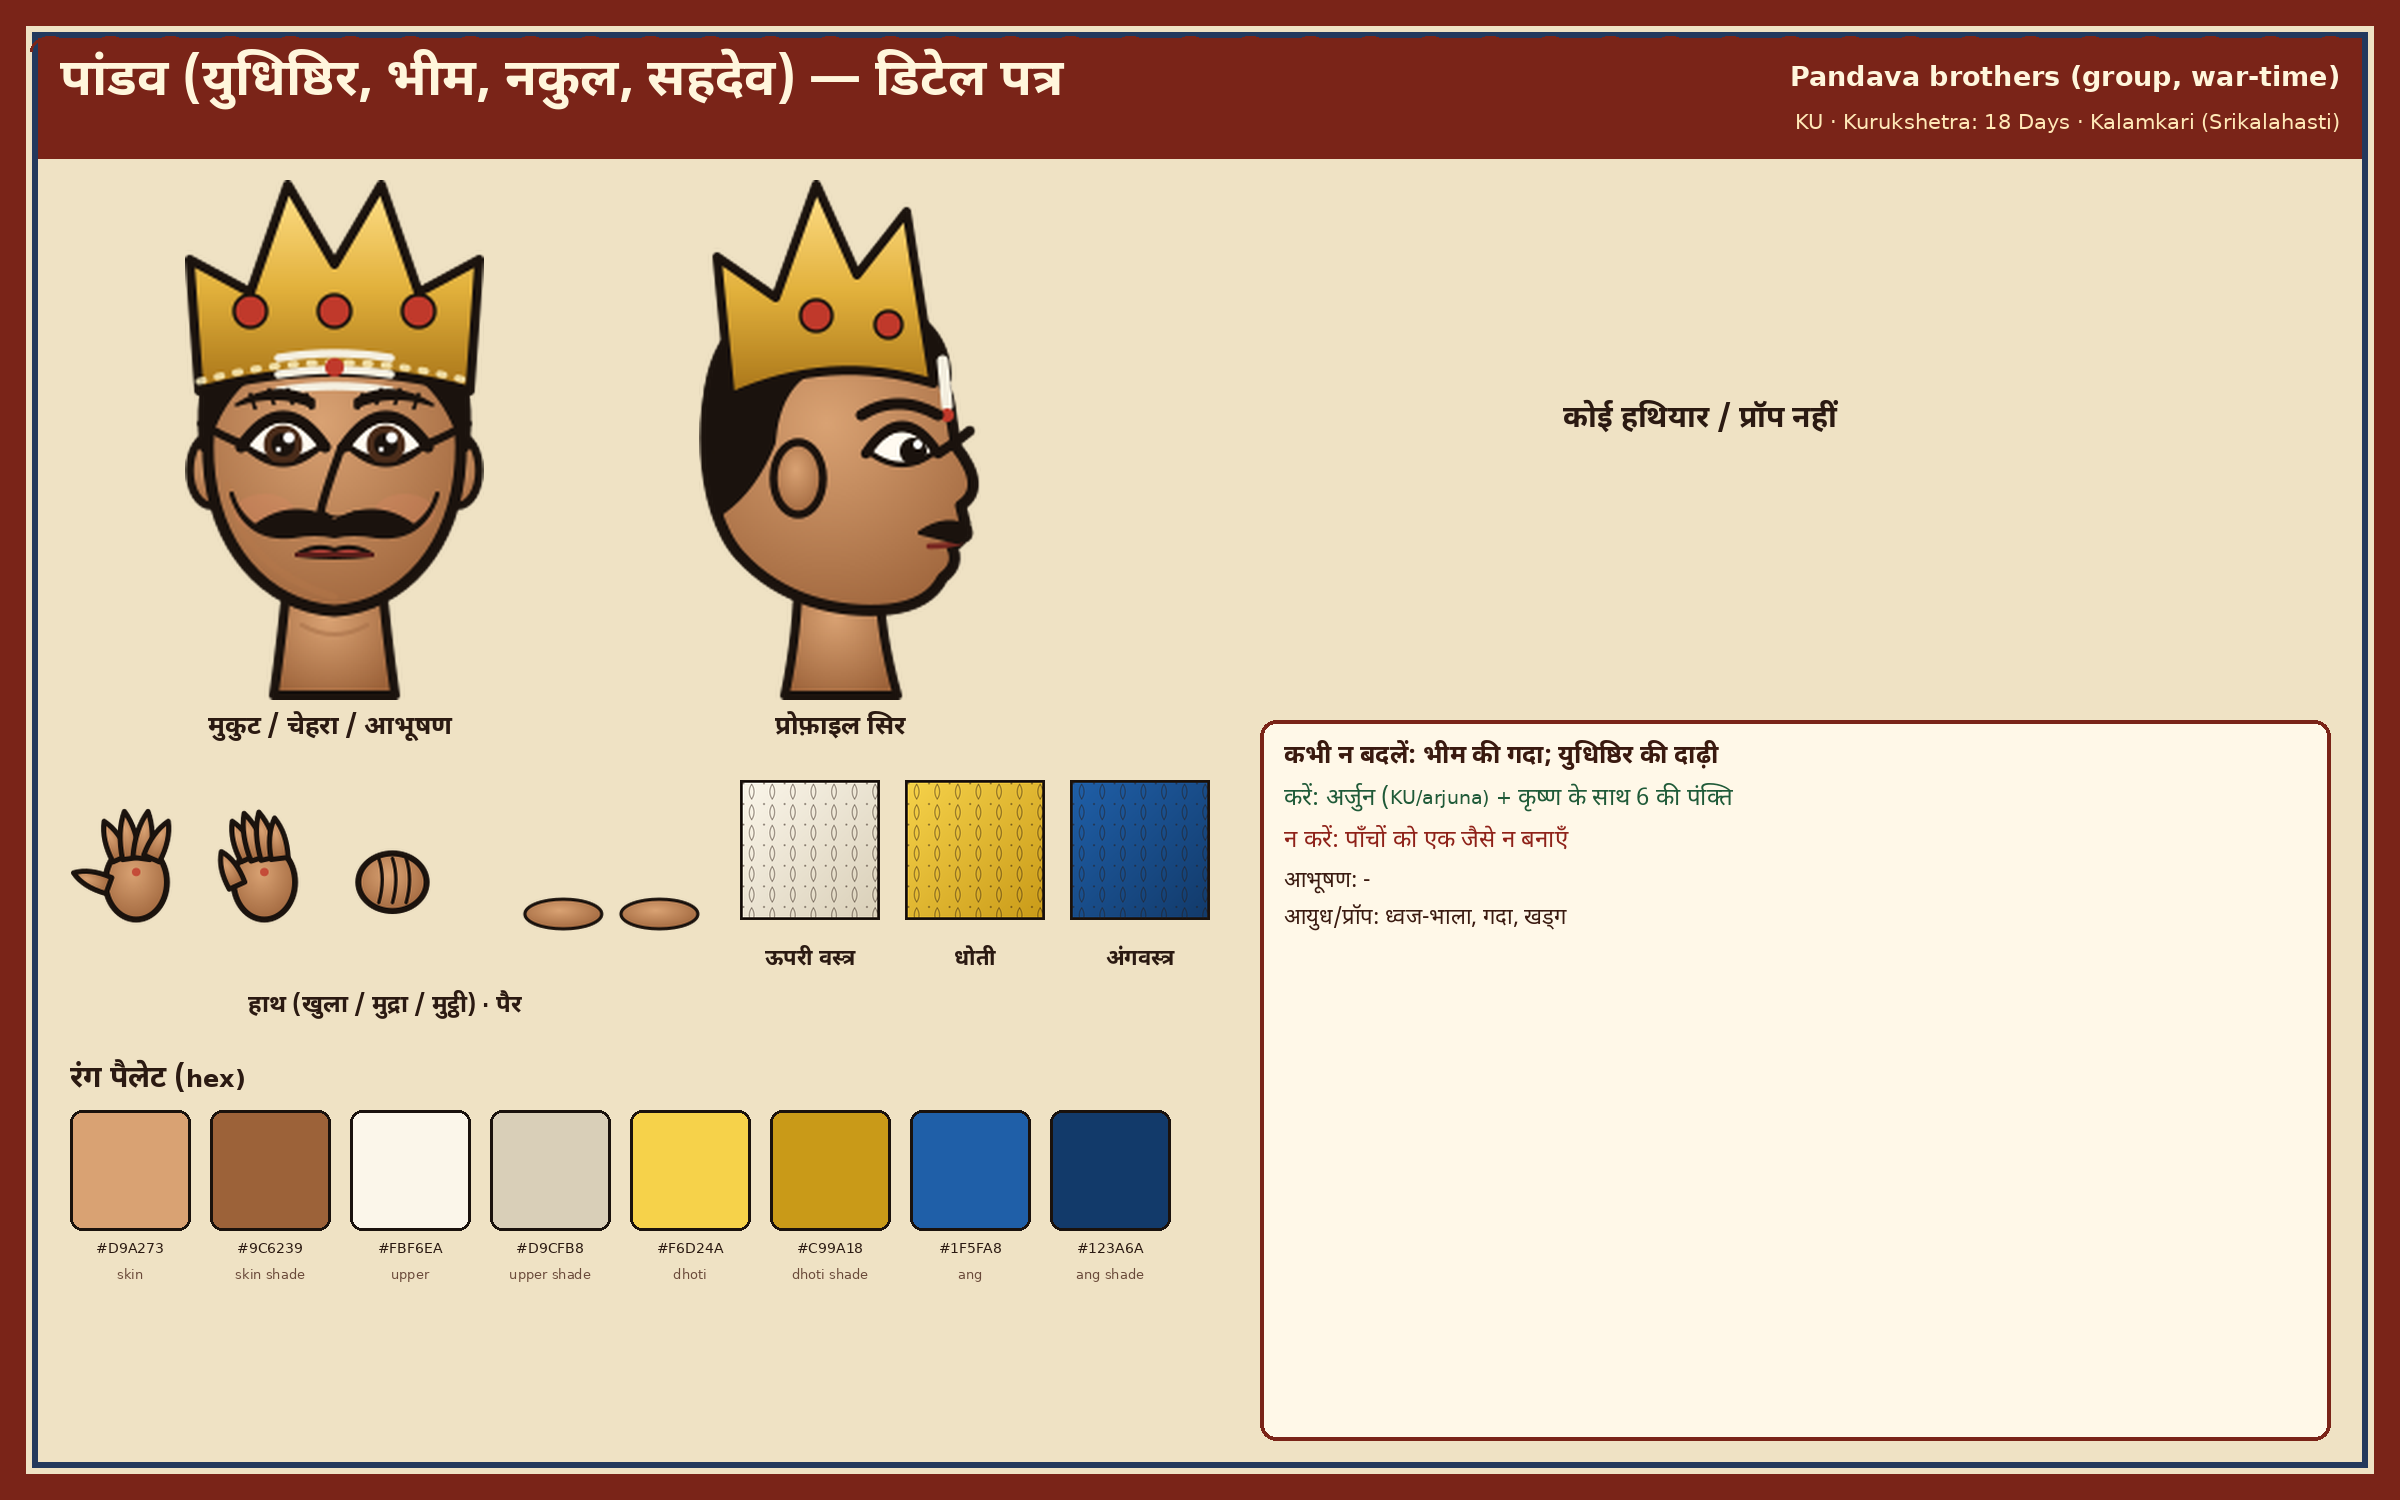 पांडव (युधिष्ठिर, भीम, नकुल, सहदेव) — डिटेल पत्र
Pandava brothers (group, war-time)
KU · Kurukshetra: 18 Days · Kalamkari (Srikalahasti)
कोई हथियार / प्रॉप नहीं
मुकुट / चेहरा / आभूषण
प्रोफ़ाइल सिर
ऊपरी वस्त्र
धोती
अंगवस्त्र
हाथ (खुला / मुद्रा / मुट्ठी) · पैर
कभी न बदलें: भीम की गदा; युधिष्ठिर की दाढ़ी
करें: अर्जुन (KU/arjuna) + कृष्ण के साथ 6 की पंक्ति
न करें: पाँचों को एक जैसे न बनाएँ
आभूषण: -
आयुध/प्रॉप: ध्वज-भाला, गदा, खड्ग
रंग पैलेट (hex)
#D9A273
#9C6239
#FBF6EA
#D9CFB8
#F6D24A
#C99A18
#1F5FA8
#123A6A
skin
skin shade
upper
upper shade
dhoti
dhoti shade
ang
ang shade